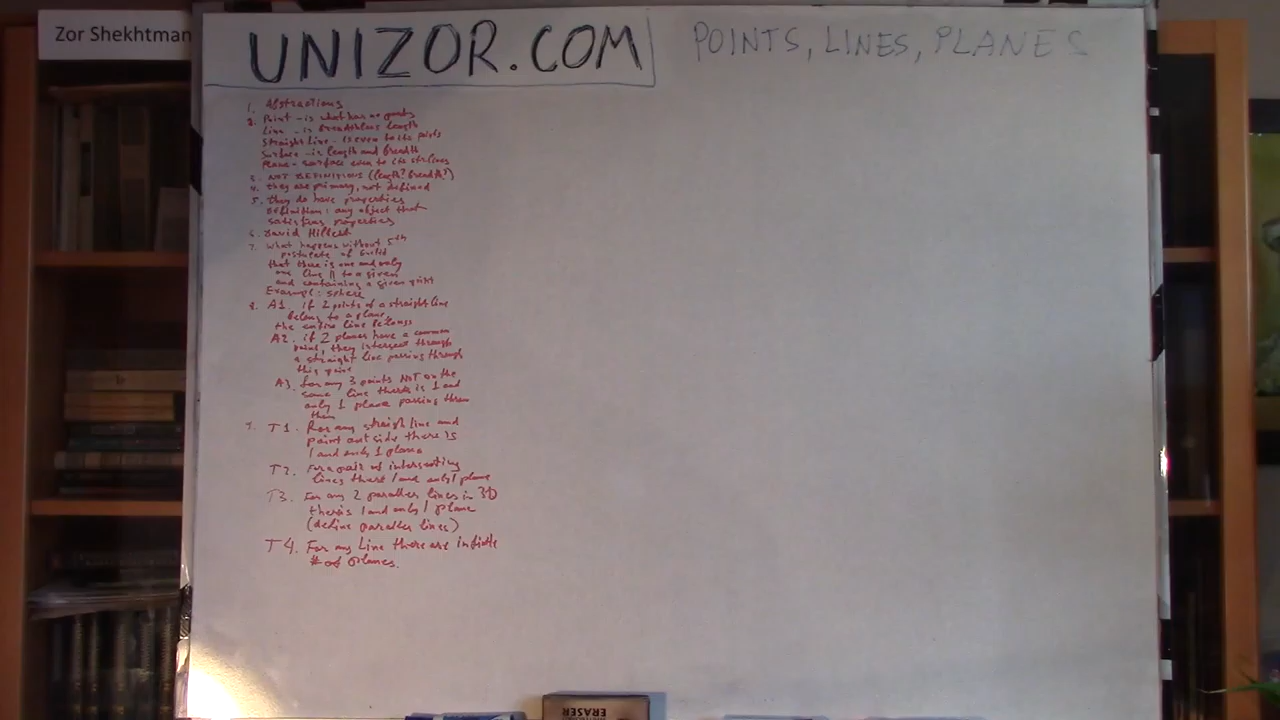 Zor Shekhtman
UNIZOR.COM
POINTS, LINES, PLANES
1. Abstractions
2. Point - is what has no parts
Line - is breadthless length
Straight Line - is even to its points
Surface - is length and breadth
Plane - surface even to its str. lines
3. NOT DEFINITIONS (length? breadth?)
4. they are primary, not defined
5. they do have properties
Definition: any object that
satisfies properties
6. David Hilbert
7. What happens without 5th
postulate of Euclid
that there is one and only
one line || to a given
and containing a given point
Example: sphere
8. A1. if 2 points of a straight line
belong to a plane,
the entire line belongs
A2. if 2 planes have a common
point, they intersect through
a straight line passing through
this point
A3. for any 3 points NOT on the
same line there is 1 and
only 1 plane passing through
them
9. T1. For any straigh line and
point outside there is
1 and only 1 plane
T2. For a pair of intersecting
lines there 1 and only 1 plane
T3. For any 2 parallel lines in 3D
there's 1 and only 1 plane
(define parallel lines)
T4. For any Line there are infinite
# of planes.
ERASER